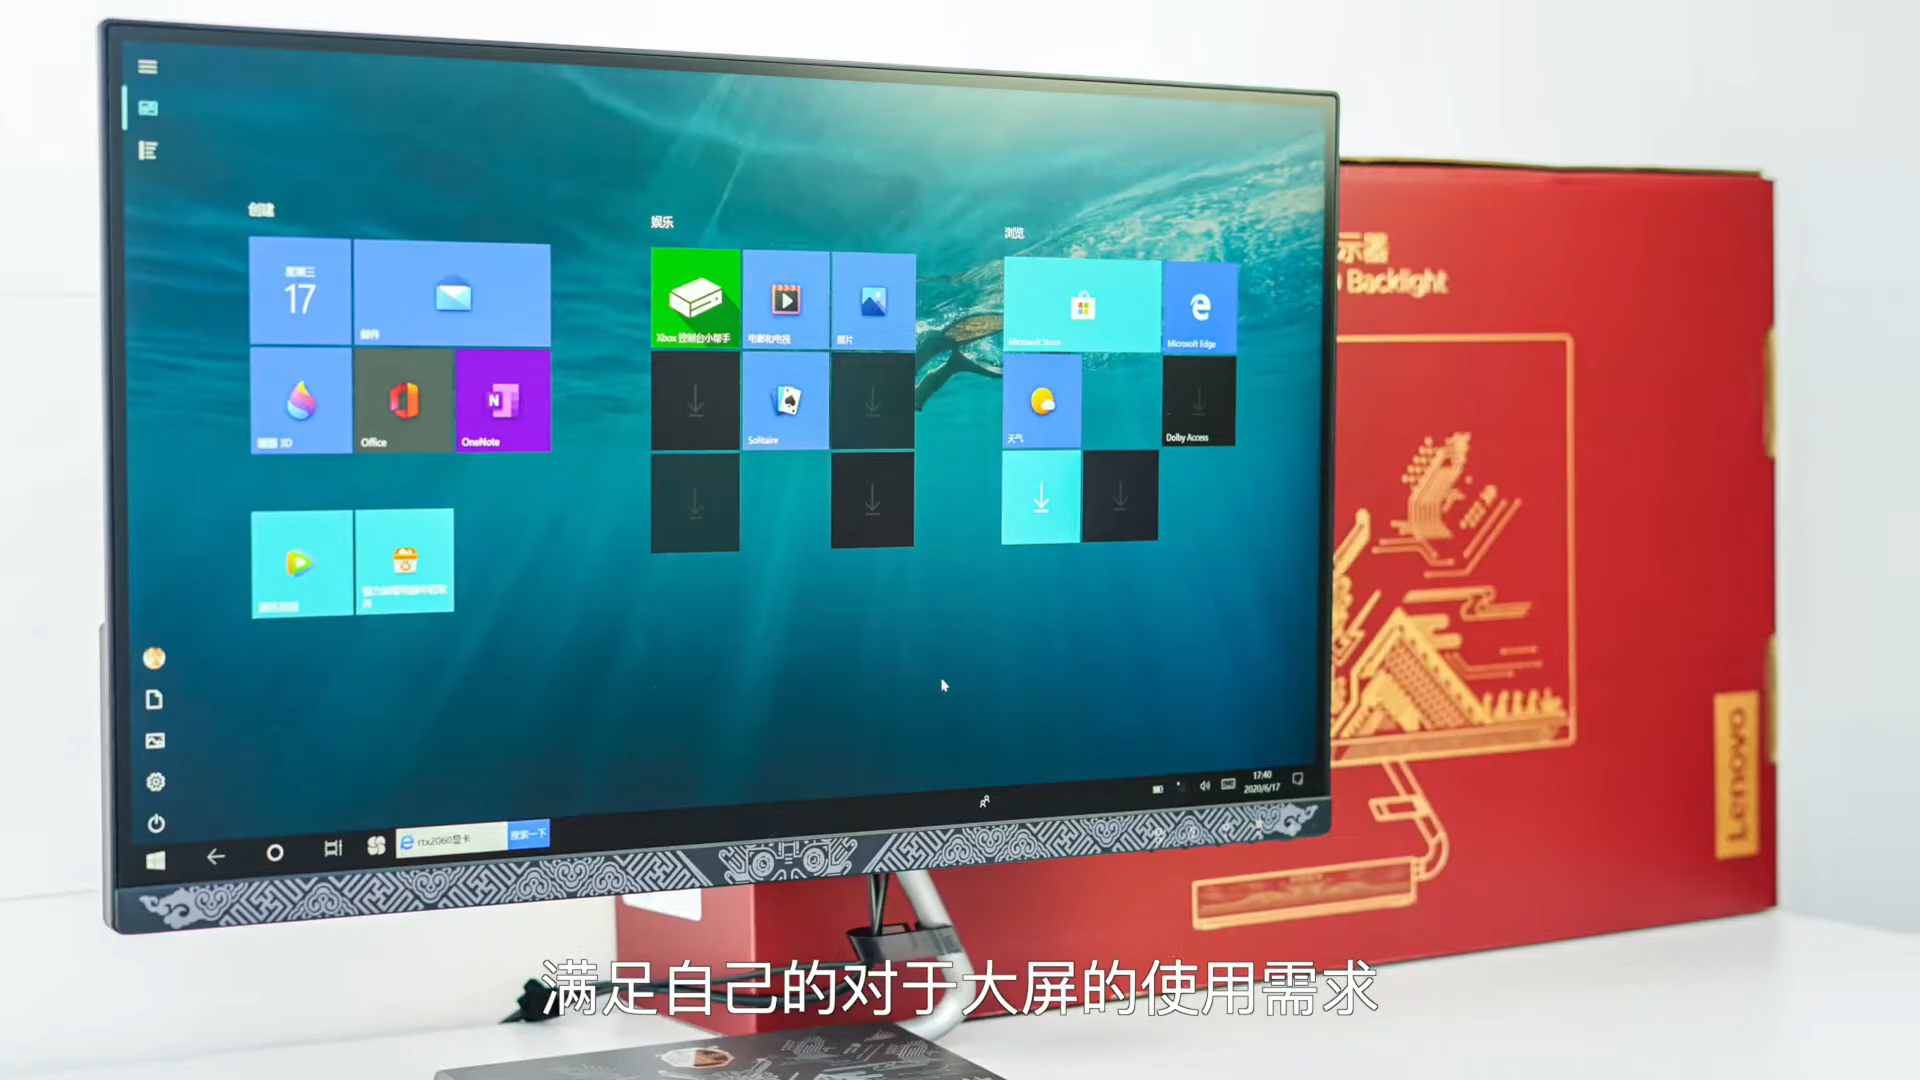 创建
星期三
17
邮件
画图 3D
Office
OneNote
娱乐
Xbox 控制台小帮手
电影和电视
照片
Solitaire
浏览
Microsoft Store
Microsoft Edge
天气
Dolby Access
rtx2060显卡
搜索一下
17:40
2020/6/17
示器
Backlight
Lenovo
满足自己的对于大屏的使用需求